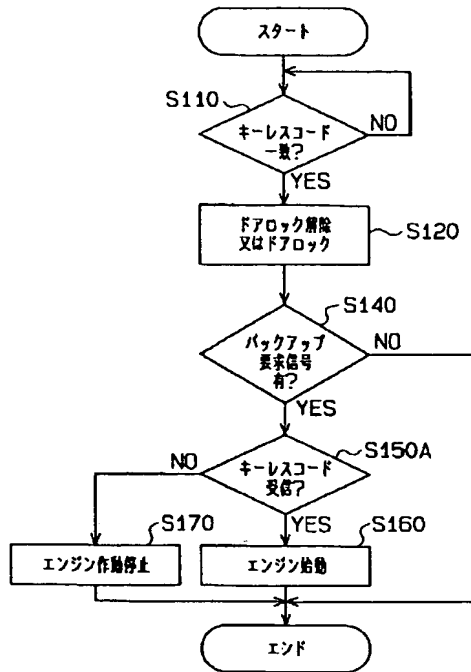 スタート
S110
キーレスコード
一致?
NO
YES
ドアロック解除
又はドアロック
S120
S140
バックアップ
要求信号
有?
NO
YES
S150A
キーレスコード
受信?
NO
YES
S170
エンジン作動停止
S160
エンジン始動
エンド